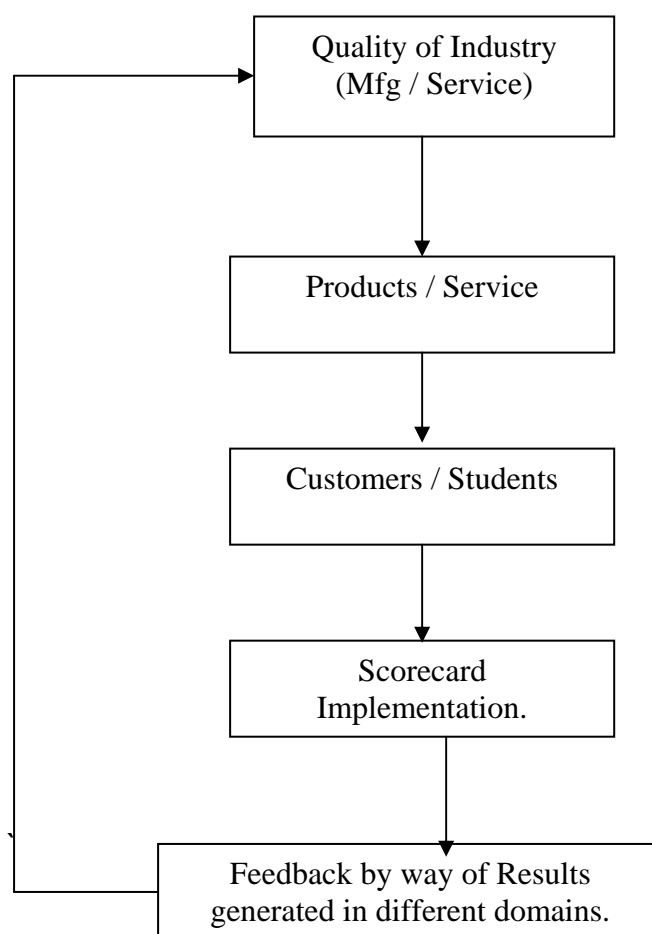 Quality of Industry
(Mfg / Service)
Products / Service
Customers / Students
Scorecard
Implementation.
`
Feedback by way of Results
generated in different domains.